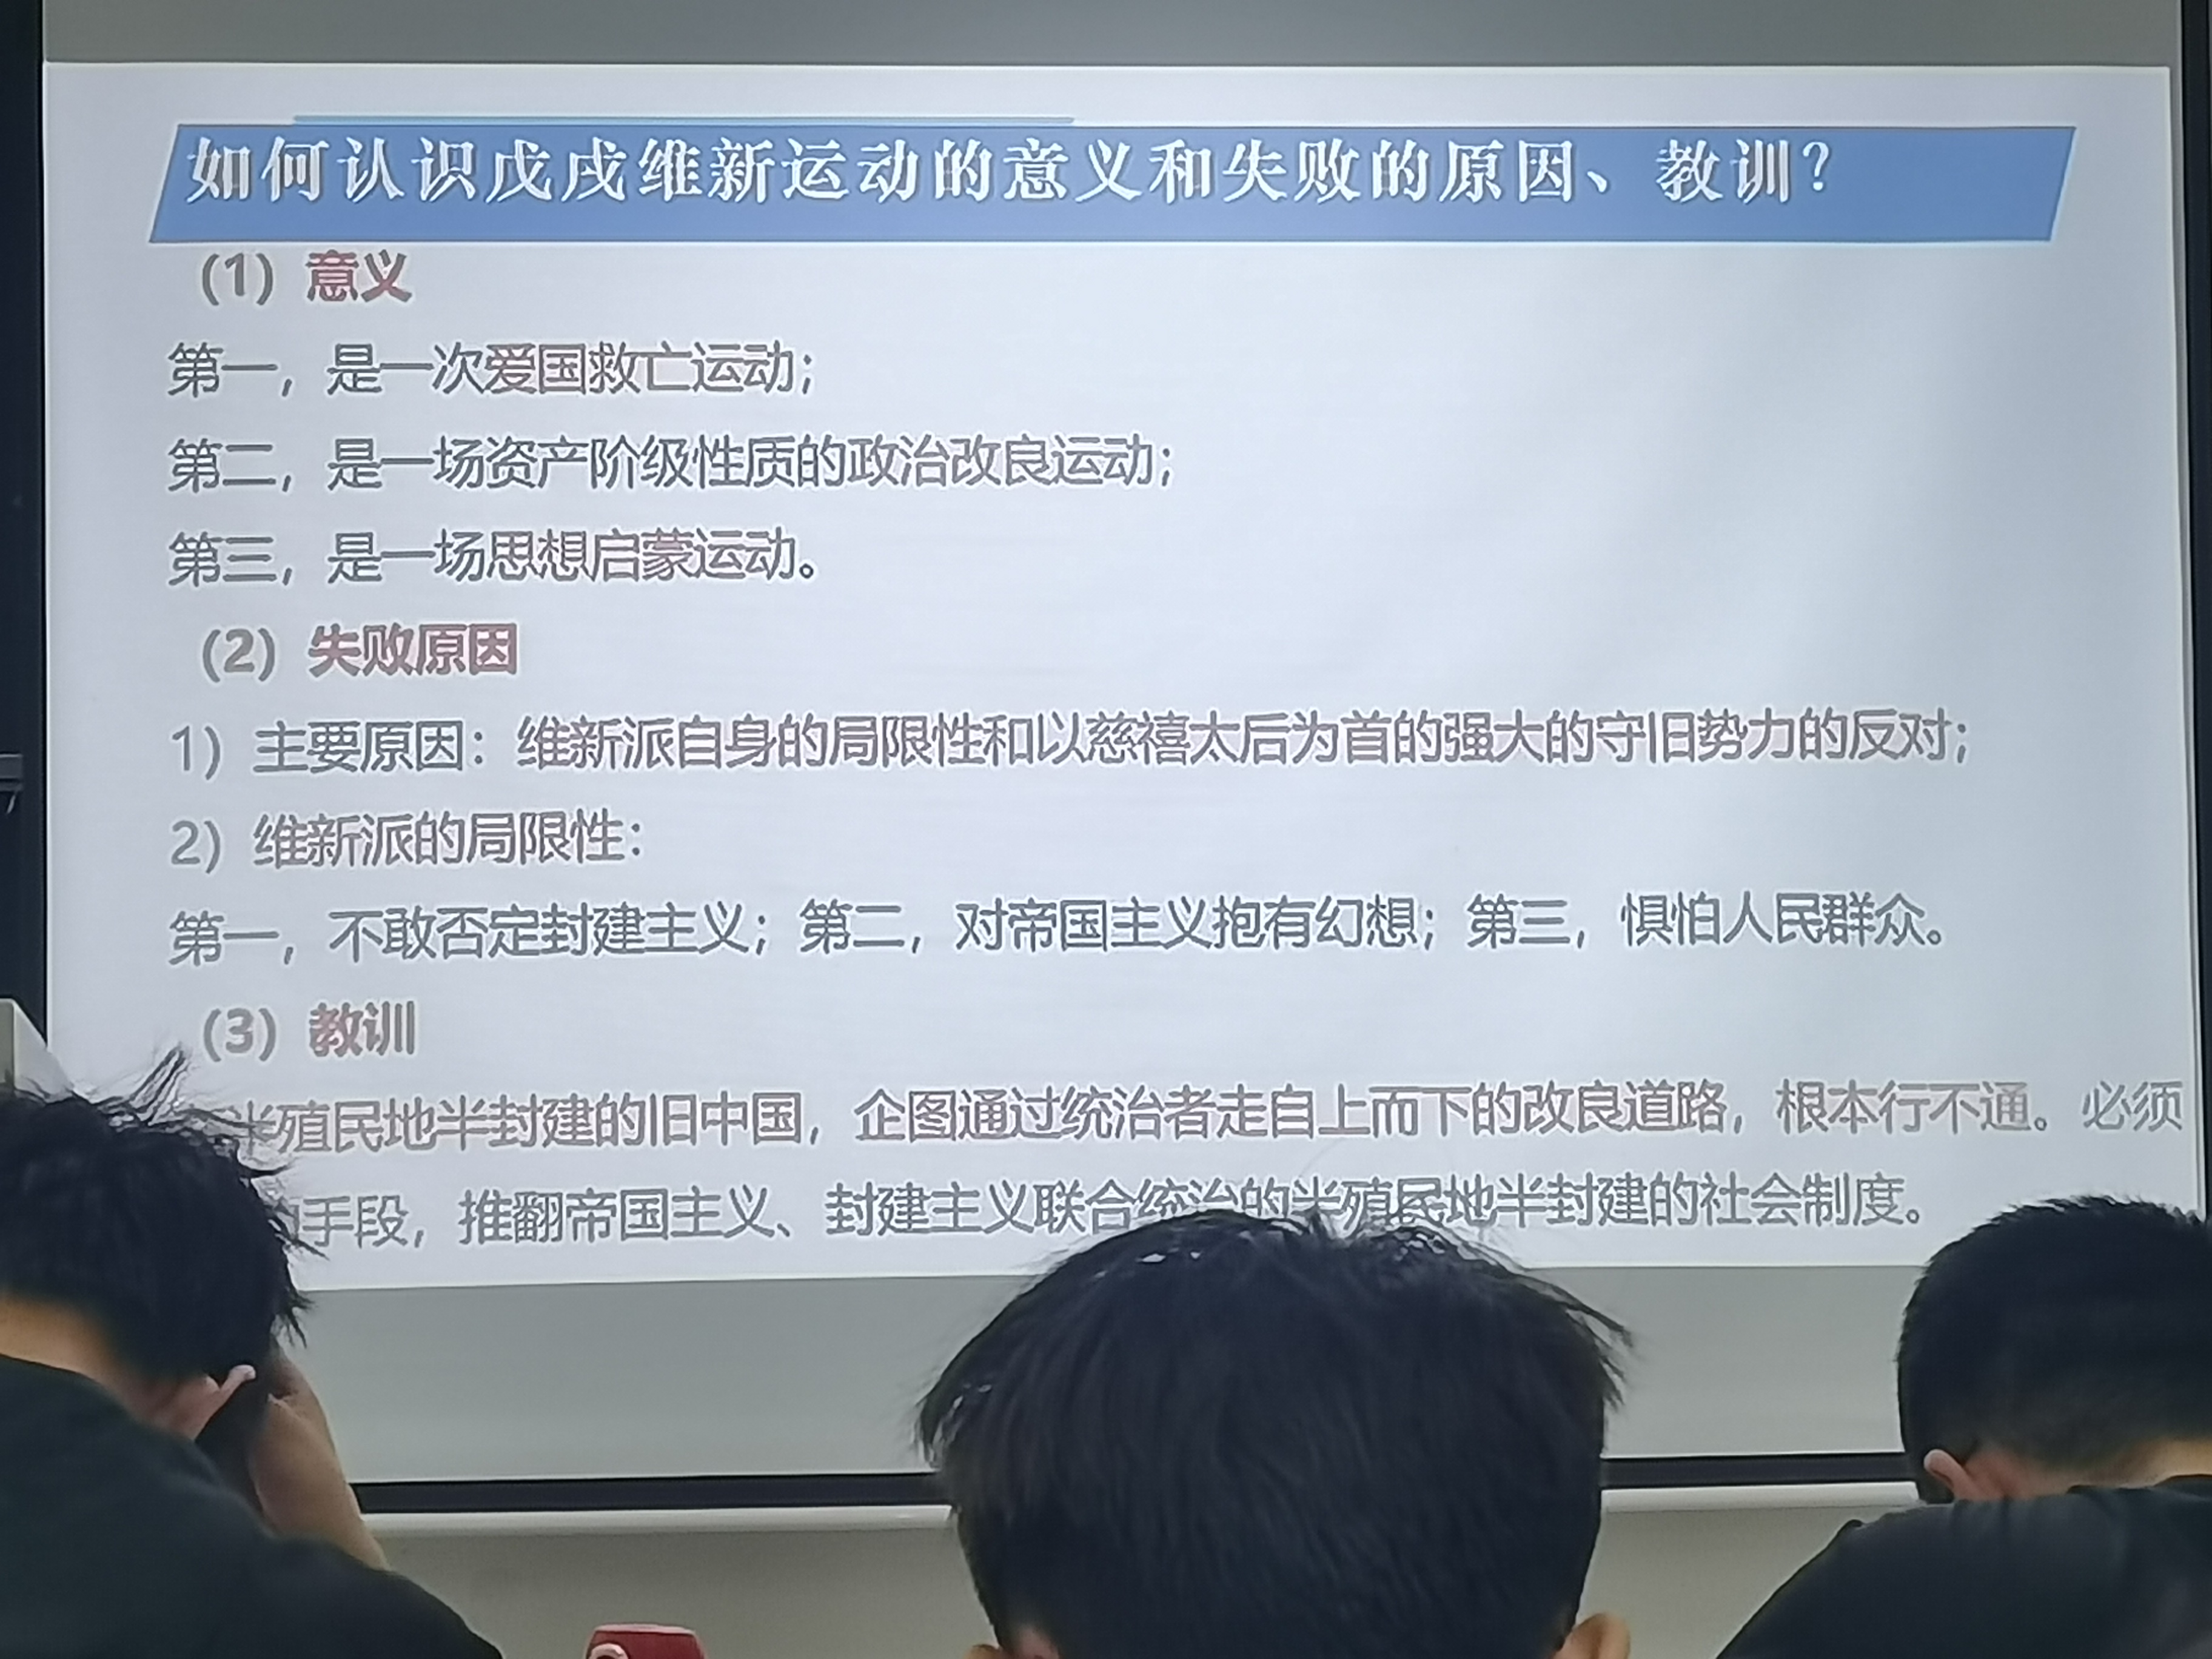 如何认识戊戌维新运动的意义和失败的原因、教训?
(1) 意义
第一，是一次爱国救亡运动；
第二，是一场资产阶级性质的政治改良运动；
第三，是一场思想启蒙运动。
(2) 失败原因
1) 主要原因：维新派自身的局限性和以慈禧太后为首的强大的守旧势力的反对；
2) 维新派的局限性：
第一，不敢否定封建主义；第二，对帝国主义抱有幻想；第三，惧怕人民群众。
(3) 教训
半殖民地半封建的旧中国，企图通过统治者走自上而下的改良道路，根本行不通。必须
手段，推翻帝国主义、封建主义联合统治的半殖民地半封建的社会制度。